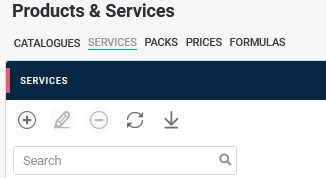 Products & Services
CATALOGUES SERVICES PACKS PRICES FORMULAS
SERVICES
Search